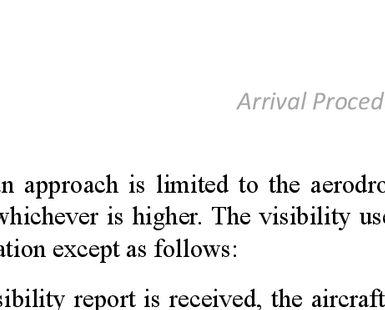 Arrival Proced
un approach is limited to the aerodro
whichever is higher. The visibility use
ation except as follows:
sibility report is received, the aircraft